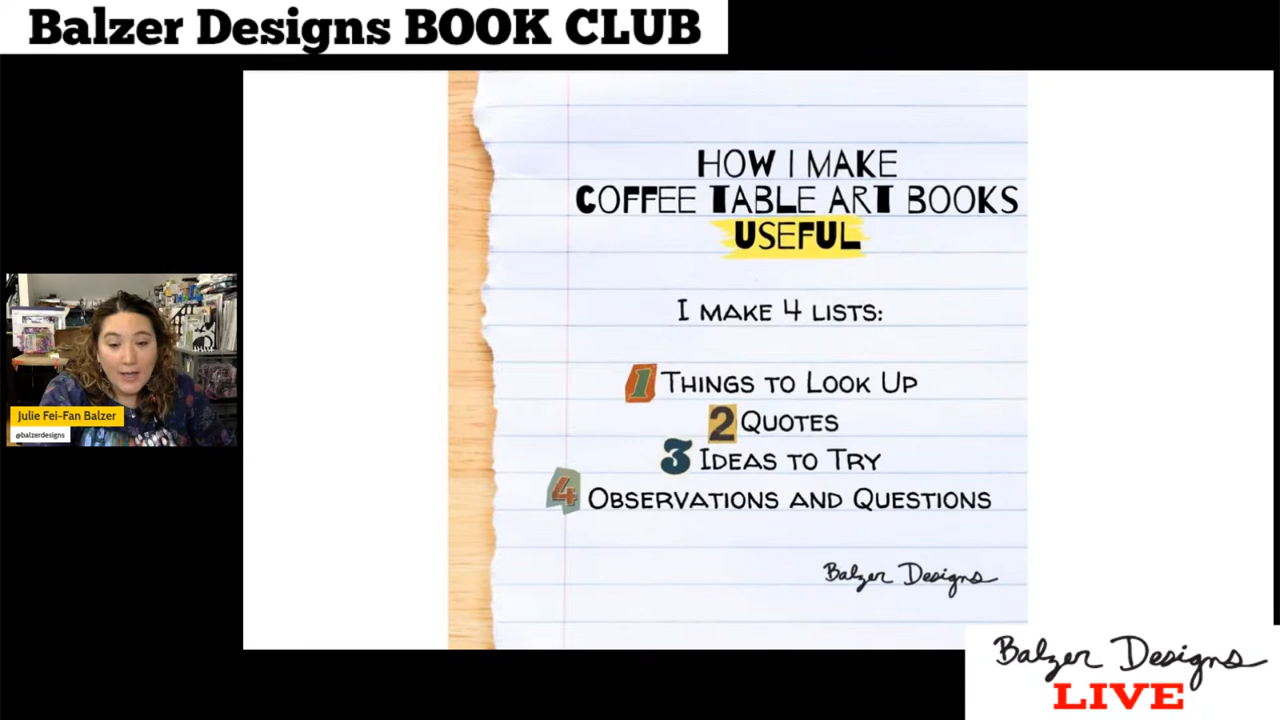 Balzer Designs BOOK CLUB
HOW I MAKE
COFFEE TABLE ART BOOKS
USEFUL
I MAKE 4 LISTS:
1 THINGS TO LOOK UP
2 QUOTES
3 IDEAS TO TRY
4 OBSERVATIONS AND QUESTIONS
Balzer Designs
Julie Fei-Fan Balzer
@balzerdesigns
Balzer Designs
LIVE